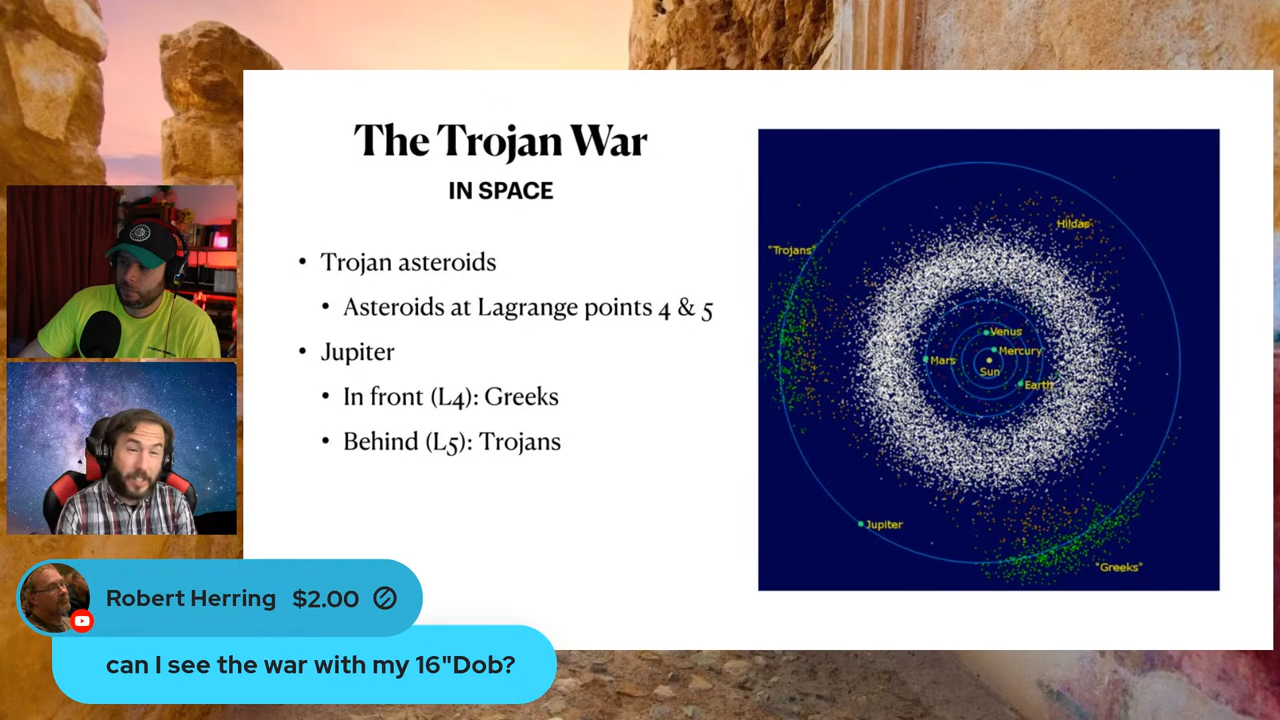 The Trojan War
IN SPACE
• Trojan asteroids
• Asteroids at Lagrange points 4 & 5
• Jupiter
• In front (L4): Greeks
• Behind (L5): Trojans
Hildas
"Trojans"
Venus
Mercury
Mars
Sun
Earth
Jupiter
"Greeks"
Robert Herring $2.00
can I see the war with my 16"Dob?